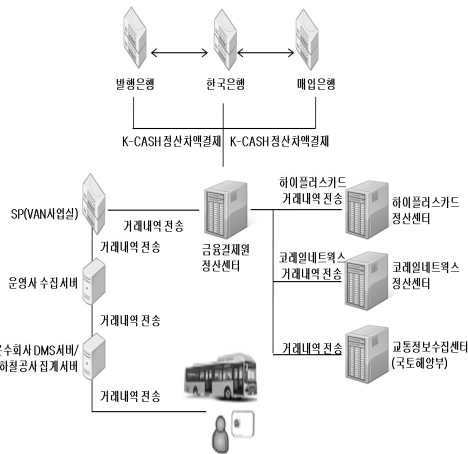 발행은행
한국은행
매입은행
K-CASH 정산차액결제
K-CASH 정산차액결제
SP(VAN사업실)
거래내역 전송
금융결제원
정산센터
하이플러스카드
거래내역 전송
하이플러스카드
정산센터
거래내역 전송
운영사 수집서버
코레일네트웍스
거래내역 전송
코레일네트웍스
정산센터
거래내역 전송
DMS서버/
하철공사 집계서버
거래내역 전송
교통정보수집센터
(국토해양부)
거래내역 전송